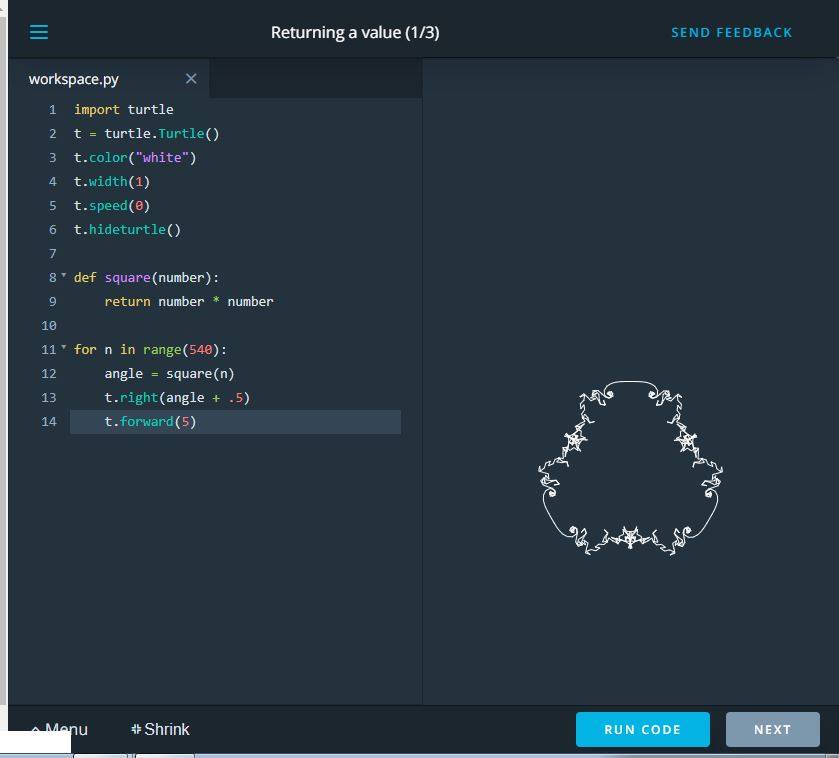 Returning a value (1/3)
SEND FEEDBACK
workspace.py ×
1 import turtle
2 t = turtle.Turtle()
3 t.color("white")
4 t.width(1)
5 t.speed(0)
6 t.hideturtle()
7
8 def square(number):
9     return number * number
10
11 for n in range(540):
12     angle = square(n)
13     t.right(angle + .5)
14     t.forward(5)
Menu
Shrink
RUN CODE
NEXT